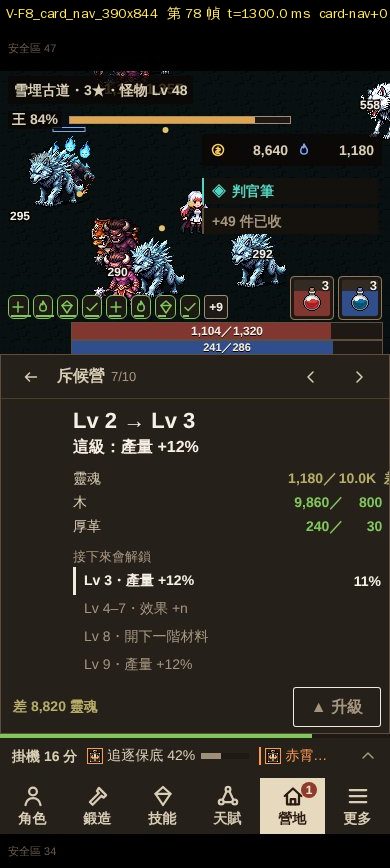 V-F8_card_nav_390x844 第 78 幀 t=1300.0 ms card-nav+0
安全區 47
雪埋古道・3★・怪物 Lv 48
558
王 84%
8,640 1,180
判官筆
+49 件已收
295
292
290
3 3
+9
1,104／1,320
241／286
斥候營 7/10
Lv 2 → Lv 3
這級：產量 +12%
靈魂 1,180／10.0K
木 9,860／ 800
厚革 240／ 30
接下來會解鎖
Lv 3・產量 +12% 11%
Lv 4–7・效果 +n
Lv 8・開下一階材料
Lv 9・產量 +12%
差 8,820 靈魂 ▲ 升級
掛機 16 分 追逐保底 42% 赤霄…
1
角色 鍛造 技能 天賦 營地 更多
安全區 34